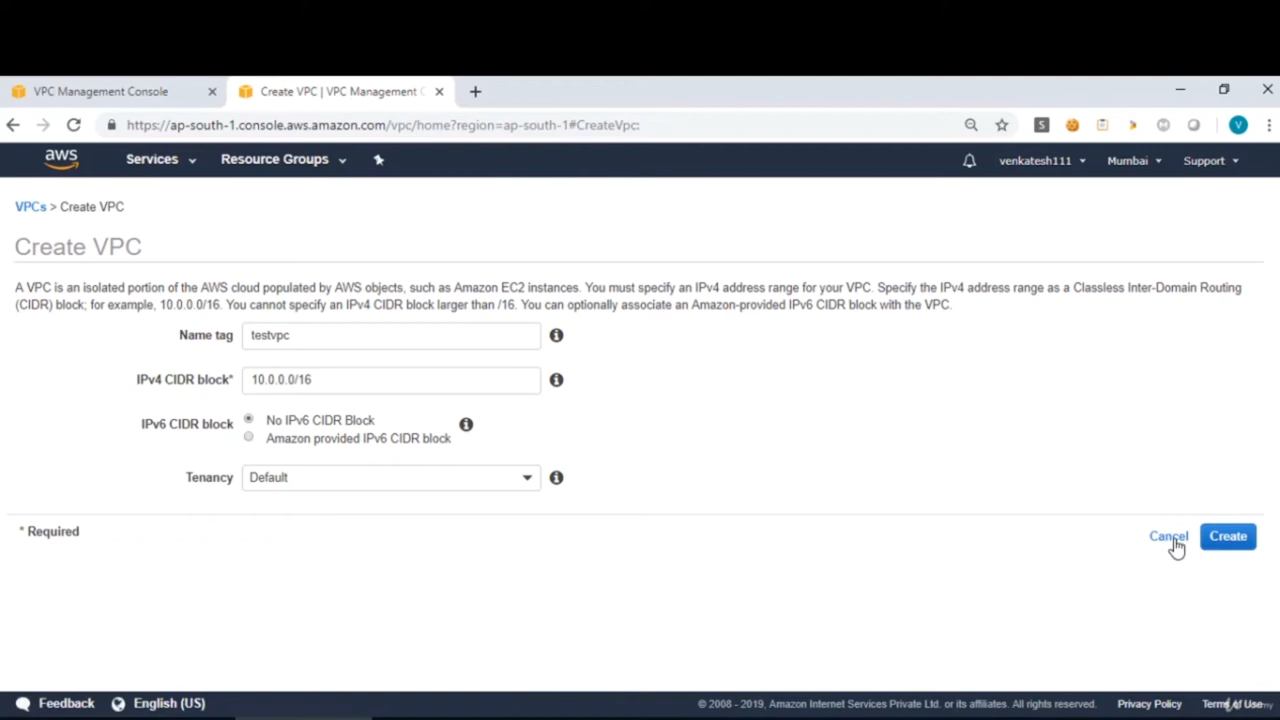 VPC Management Console
Create VPC | VPC Management C
https://ap-south-1.console.aws.amazon.com/vpc/home?region=ap-south-1#CreateVpc:
S
V
aws
Services
Resource Groups
venkatesh111
Mumbai
Support
VPCs > Create VPC
Create VPC
A VPC is an isolated portion of the AWS cloud populated by AWS objects, such as Amazon EC2 instances. You must specify an IPv4 address range for your VPC. Specify the IPv4 address range as a Classless Inter-Domain Routing
(CIDR) block; for example, 10.0.0.0/16. You cannot specify an IPv4 CIDR block larger than /16. You can optionally associate an Amazon-provided IPv6 CIDR block with the VPC.
Name tag testvpc
IPv4 CIDR block* 10.0.0.0/16
IPv6 CIDR block No IPv6 CIDR Block
Amazon provided IPv6 CIDR block
Tenancy Default
* Required
Cancel Create
Feedback English (US) © 2008 - 2019, Amazon Internet Services Private Ltd. or its affiliates. All rights reserved. Privacy Policy Terms of Use